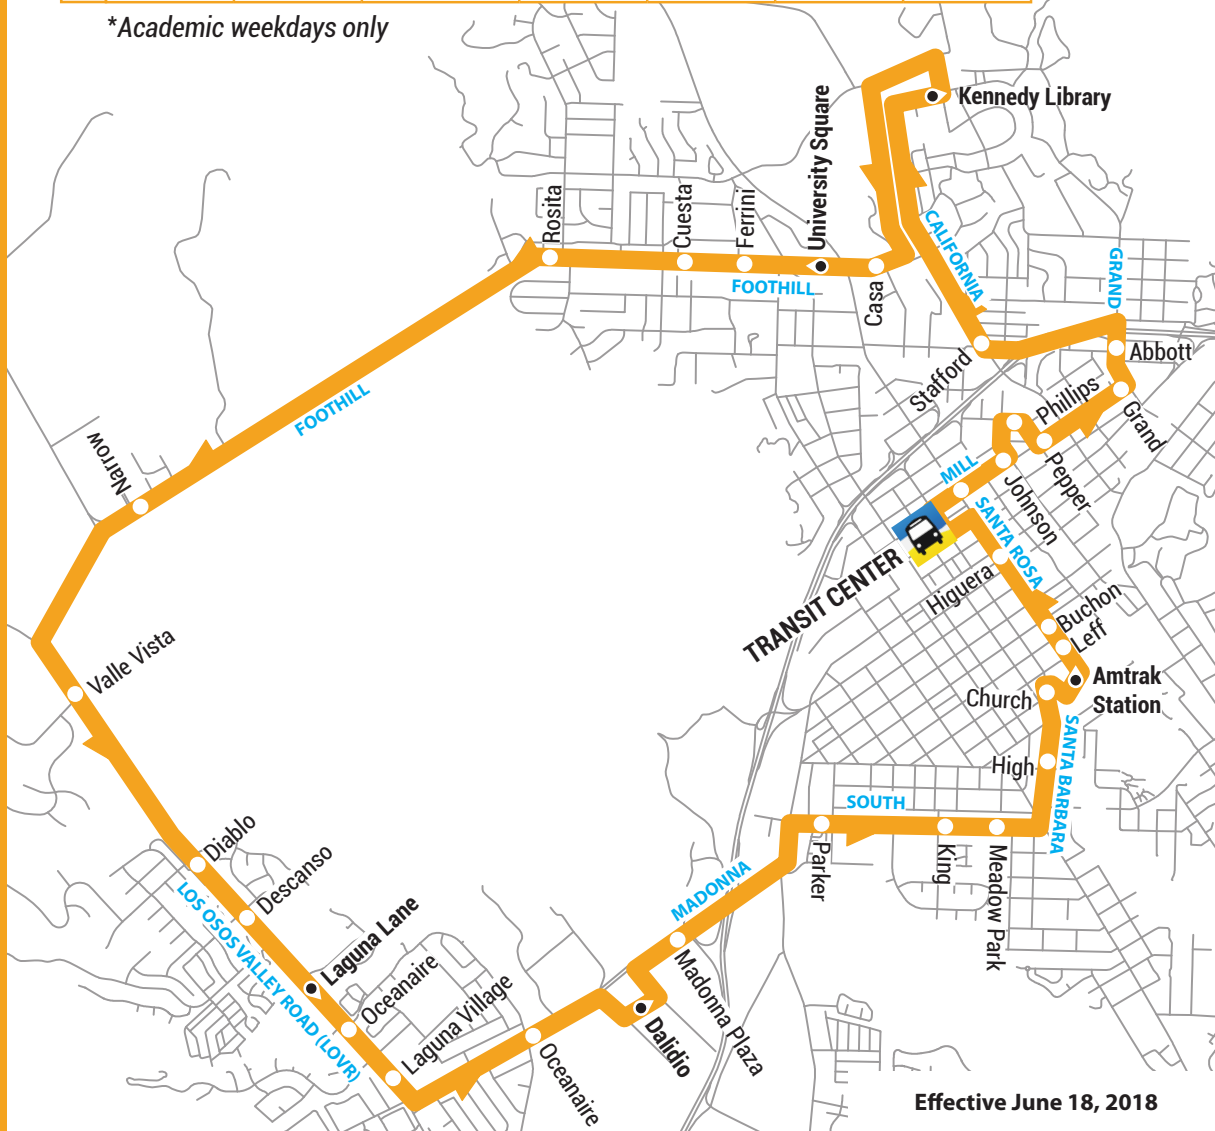 *Academic weekdays only
Kennedy Library
University Square
Rosita
Cuesta
Ferrini
CALIFORNIA
GRAND
FOOTHILL
Casa
Stafford
Abbott
Phillips
Grand
FOOTHILL
Narrow
MILL
Pepper
Johnson
SANTA ROSA
TRANSIT CENTER
Higuera
Buchon
Leff
Valle Vista
Amtrak
Station
Church
SANTA BARBARA
High
SOUTH
Parker
King
Meadow Park
Diablo
Descanso
MADONNA
LOS OSOS VALLEY ROAD (LOVR)
Laguna Lane
Oceanaire
Laguna Village
Madonna Plaza
Dalidio
Oceanaire
Effective June 18, 2018